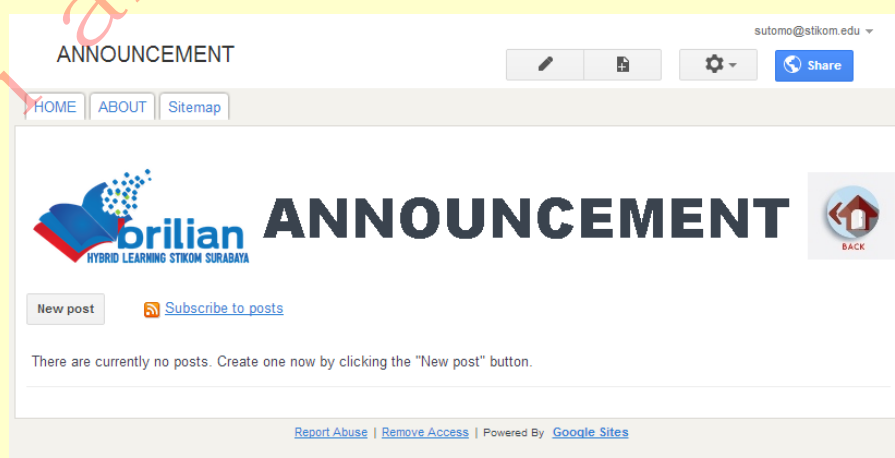 sutomo@stikom.edu
ANNOUNCEMENT
Share
HOME ABOUT Sitemap
brilian
HYBRID LEARNING STIKOM SURABAYA
ANNOUNCEMENT
BACK
New post Subscribe to posts
There are currently no posts. Create one now by clicking the "New post" button.
Report Abuse | Remove Access | Powered By Google Sites